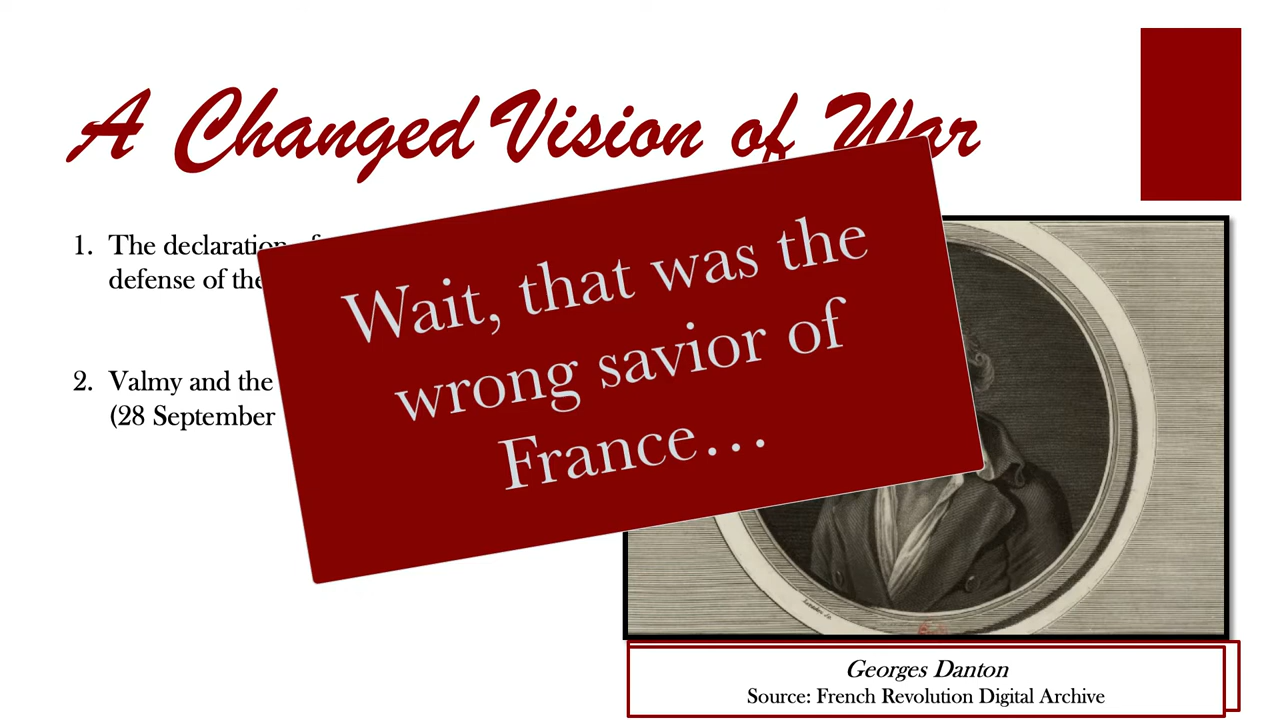 A Changed Vision of War
1. The declaration of
defense of the
2. Valmy and the
(28 September
Wait, that was the
wrong savior of
France…
Georges Danton
Source: French Revolution Digital Archive